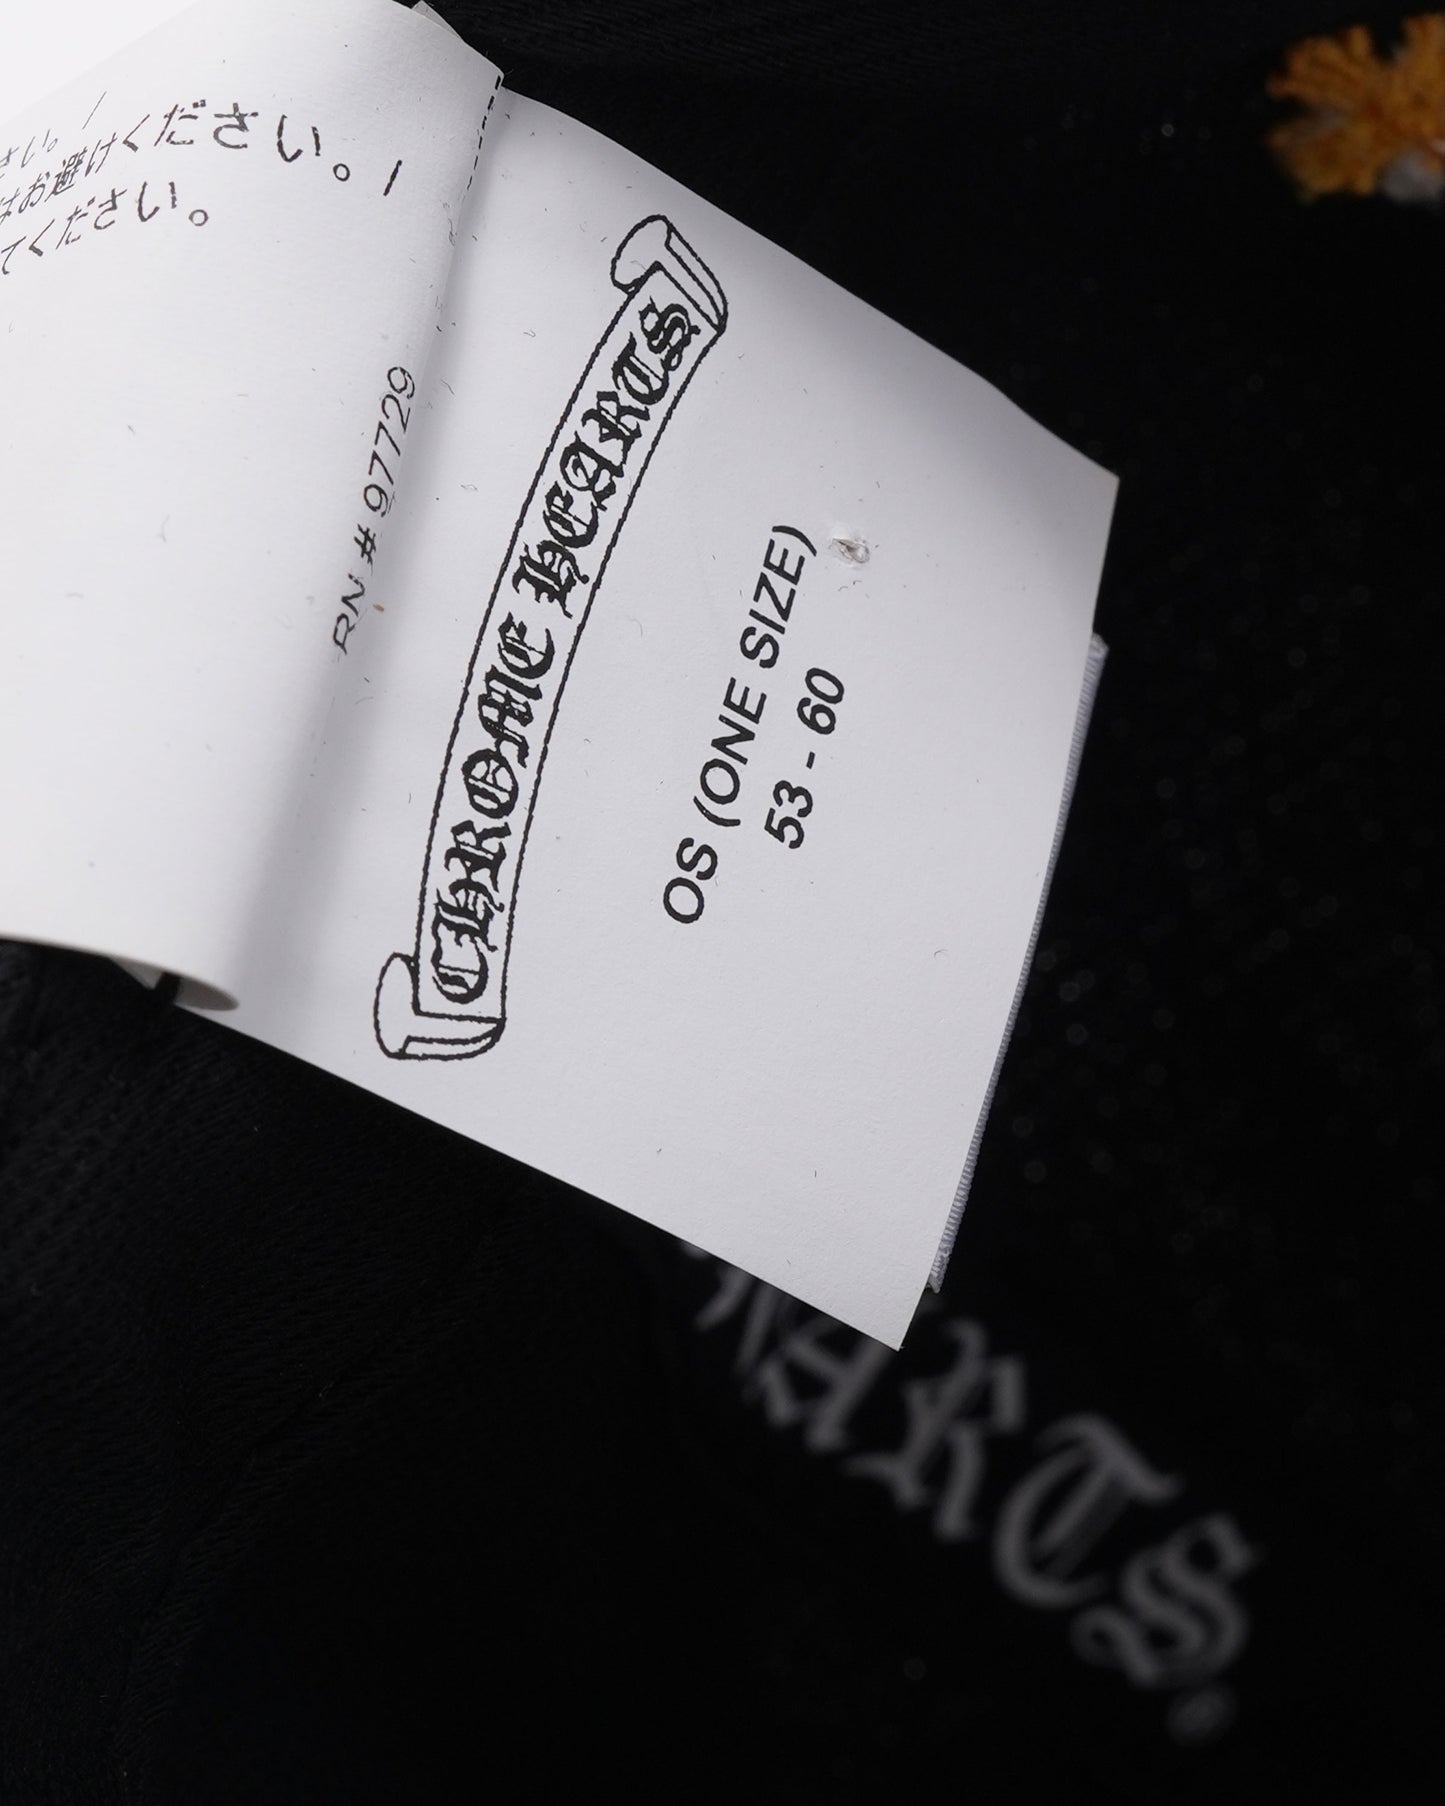 さい。/
はお避けください。/
てください。
RN # 97729
CHROME HEARTS
OS (ONE SIZE)
53 - 60
ARTS